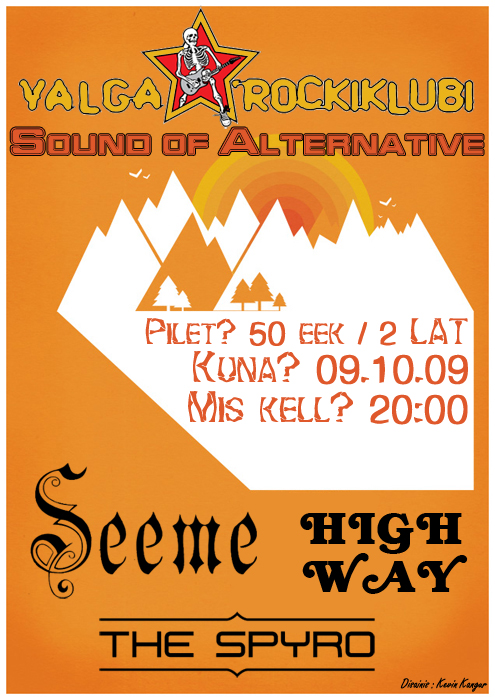 VALGA ROCKIKLUBI
SOUND OF ALTERNATIVE
PILET? 50 EEK / 2 LAT
KUNA? 09.10.09
MIS KELL? 20:00
Seeme
HIGH
WAY
THE SPYRO
Disainis : Kevin Kangur